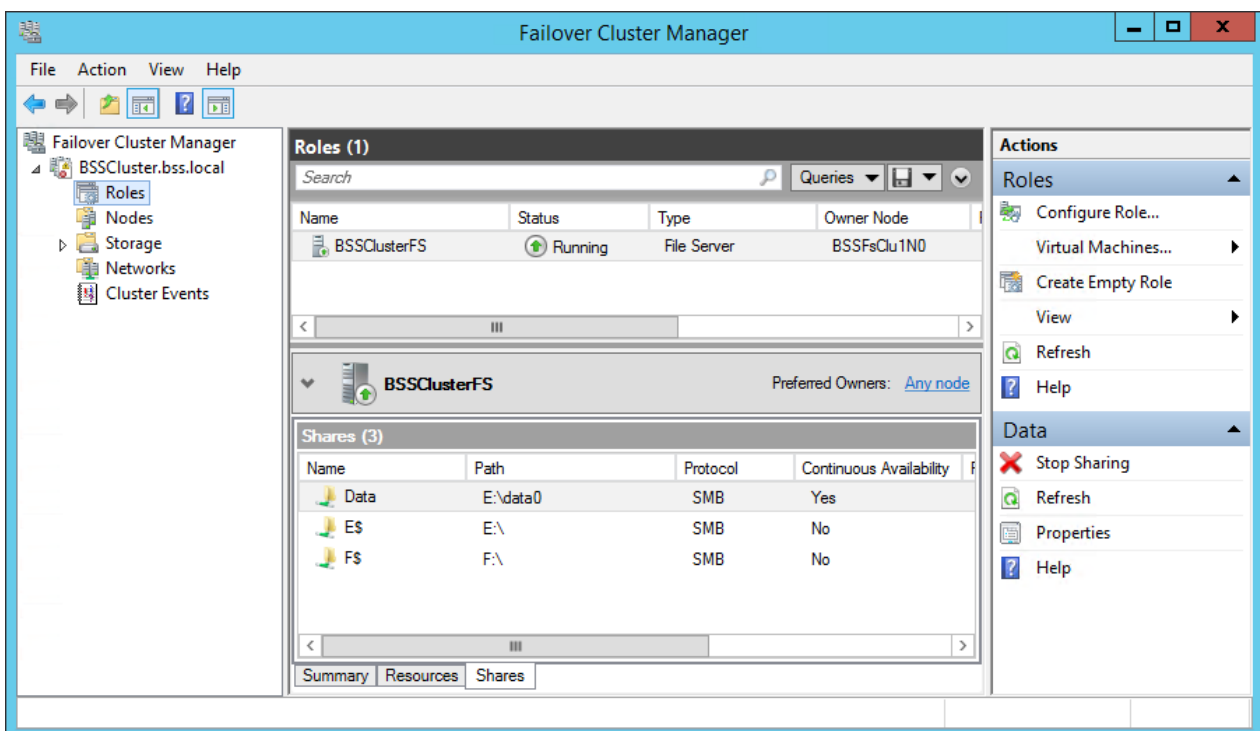 Failover Cluster Manager
File Action View Help
Failover Cluster Manager
BSSCluster.bss.local
Roles
Nodes
Storage
Networks
Cluster Events
Roles (1)
Search
Queries
Name Status Type Owner Node
BSSClusterFS Running File Server BSSFsClu1N0
BSSClusterFS Preferred Owners: Any node
Shares (3)
Name Path Protocol Continuous Availability
Data E:\data0 SMB Yes
E$ E:\ SMB No
F$ F:\ SMB No
Summary Resources Shares
Actions
Roles
Configure Role...
Virtual Machines...
Create Empty Role
View
Refresh
Help
Data
Stop Sharing
Refresh
Properties
Help